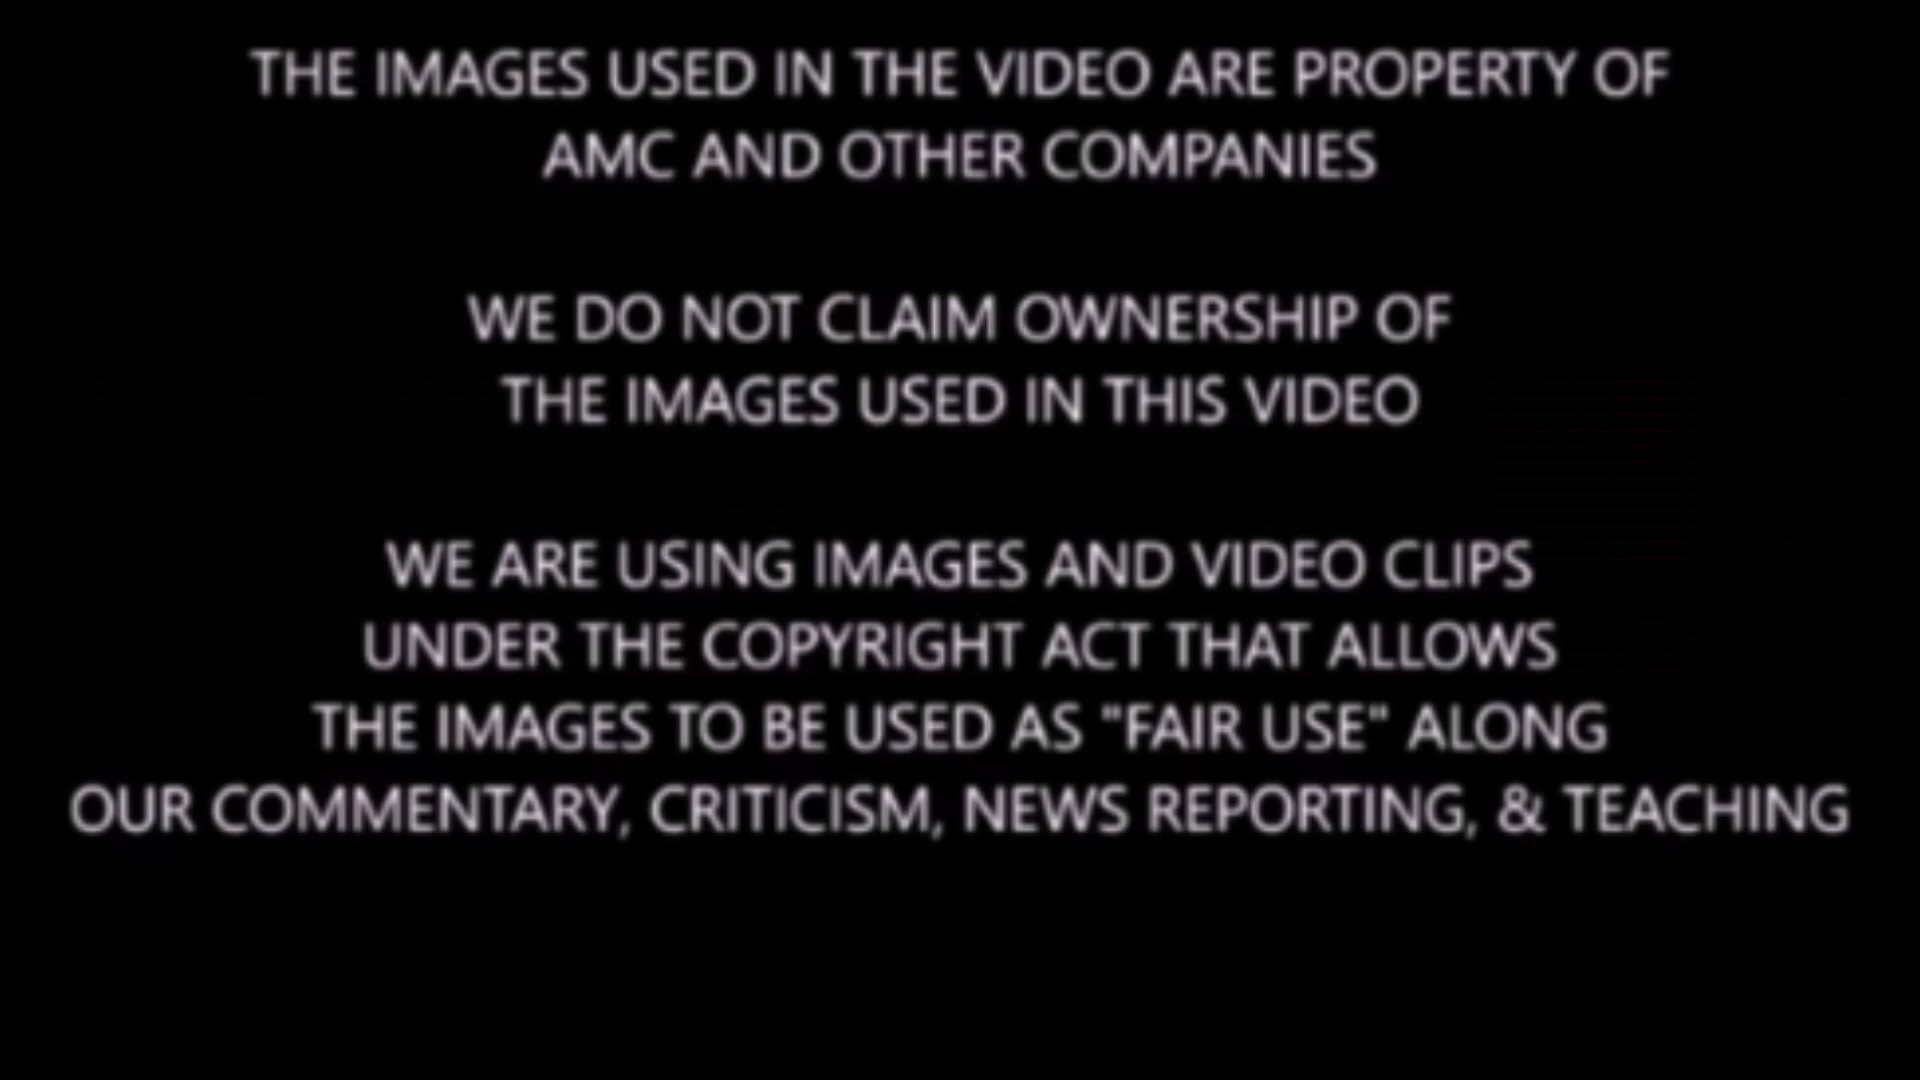 THE IMAGES USED IN THE VIDEO ARE PROPERTY OF
AMC AND OTHER COMPANIES
WE DO NOT CLAIM OWNERSHIP OF
THE IMAGES USED IN THIS VIDEO
WE ARE USING IMAGES AND VIDEO CLIPS
UNDER THE COPYRIGHT ACT THAT ALLOWS
THE IMAGES TO BE USED AS "FAIR USE" ALONG
OUR COMMENTARY, CRITICISM, NEWS REPORTING, & TEACHING